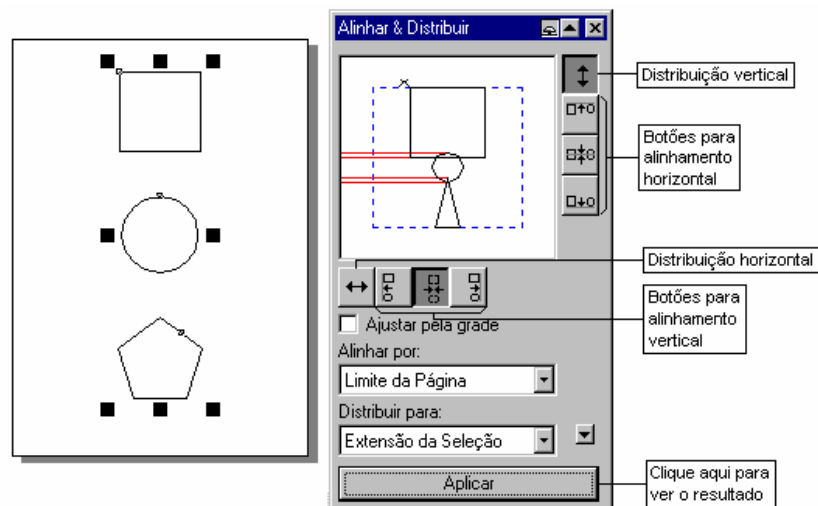 Alinhar & Distribuir
Distribuição vertical
Botões para
alinhamento
horizontal
Distribuição horizontal
Botões para
alinhamento
vertical
Ajustar pela grade
Alinhar por:
Limite da Página
Distribuir para:
Extensão da Seleção
Aplicar
Clique aqui para
ver o resultado